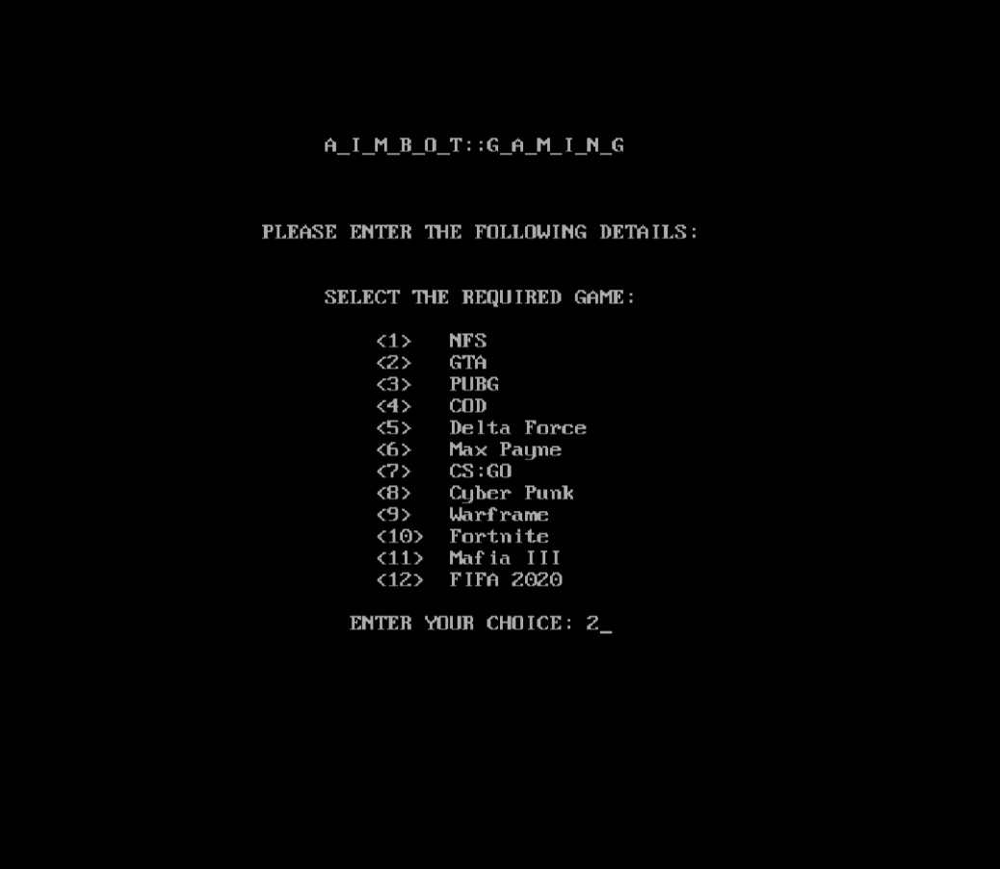 A_I_M_B_O_T::G_A_M_I_N_G
PLEASE ENTER THE FOLLOWING DETAILS:
SELECT THE REQUIRED GAME:
<1> NFS
<2> GTA
<3> PUBG
<4> COD
<5> Delta Force
<6> Max Payne
<7> CS:GO
<8> Cyber Punk
<9> Warframe
<10> Fortnite
<11> Mafia III
<12> FIFA 2020
ENTER YOUR CHOICE: 2_